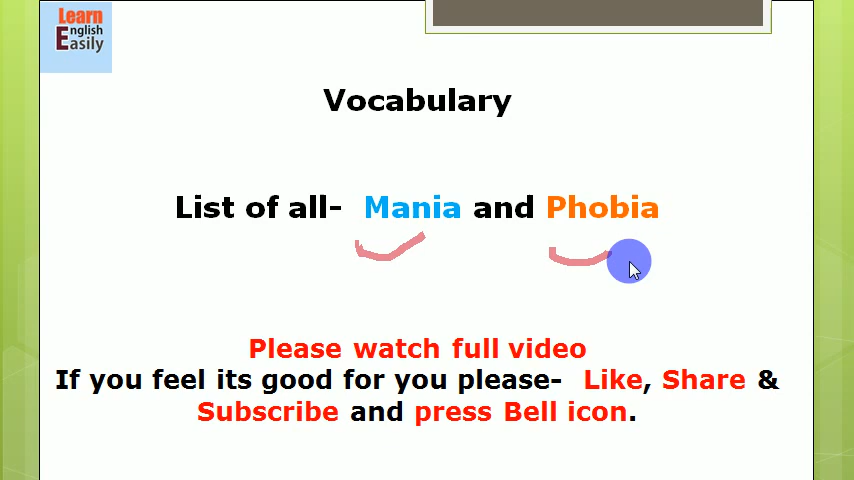 Learn
English
Easily
Vocabulary
List of all- Mania and Phobia
Please watch full video
If you feel its good for you please- Like, Share &
Subscribe and press Bell icon.